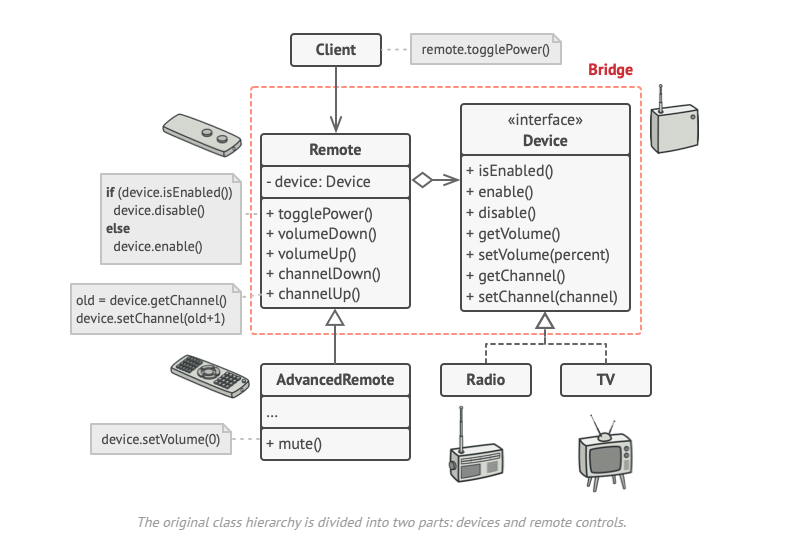 Client
remote.togglePower()
Bridge
«interface»
Device
+ isEnabled()
+ enable()
+ disable()
+ getVolume()
+ setVolume(percent)
+ getChannel()
+ setChannel(channel)
Remote
- device: Device
+ togglePower()
+ volumeDown()
+ volumeUp()
+ channelDown()
+ channelUp()
if (device.isEnabled())
device.disable()
else
device.enable()
old = device.getChannel()
device.setChannel(old+1)
AdvancedRemote
...
+ mute()
device.setVolume(0)
Radio
TV
The original class hierarchy is divided into two parts: devices and remote controls.